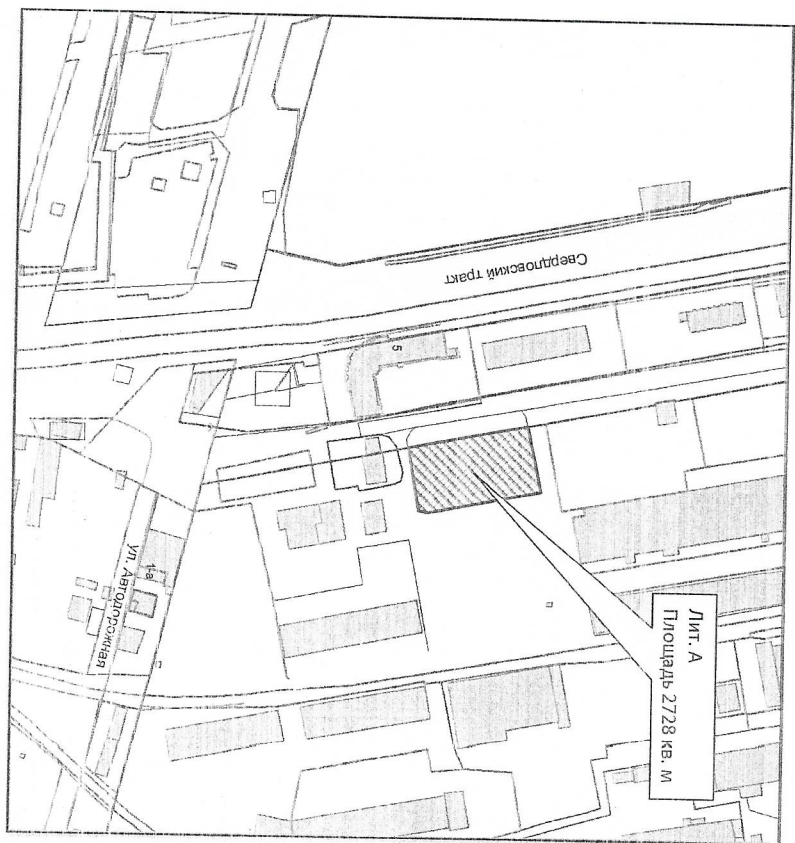 Свердловский тракт
5
Лит. А
Площадь 2728 кв. м
1а
ул. Автодорожная